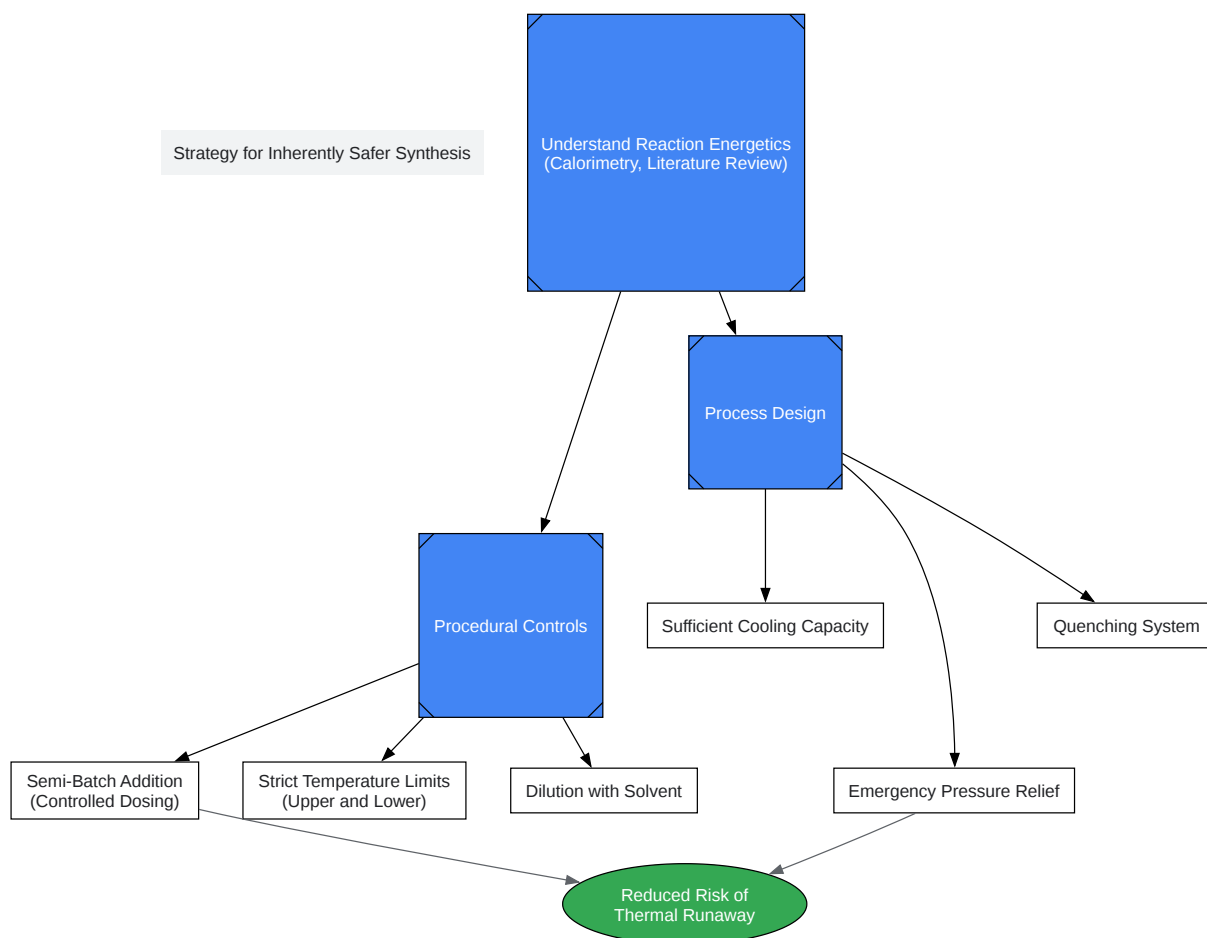 Understand Reaction Energetics
(Calorimetry, Literature Review)
Strategy for Inherently Safer Synthesis
Process Design
Procedural Controls
Sufficient Cooling Capacity
Quenching System
Semi-Batch Addition
(Controlled Dosing)
Strict Temperature Limits
(Upper and Lower)
Dilution with Solvent
Emergency Pressure Relief
Reduced Risk of
Thermal Runaway